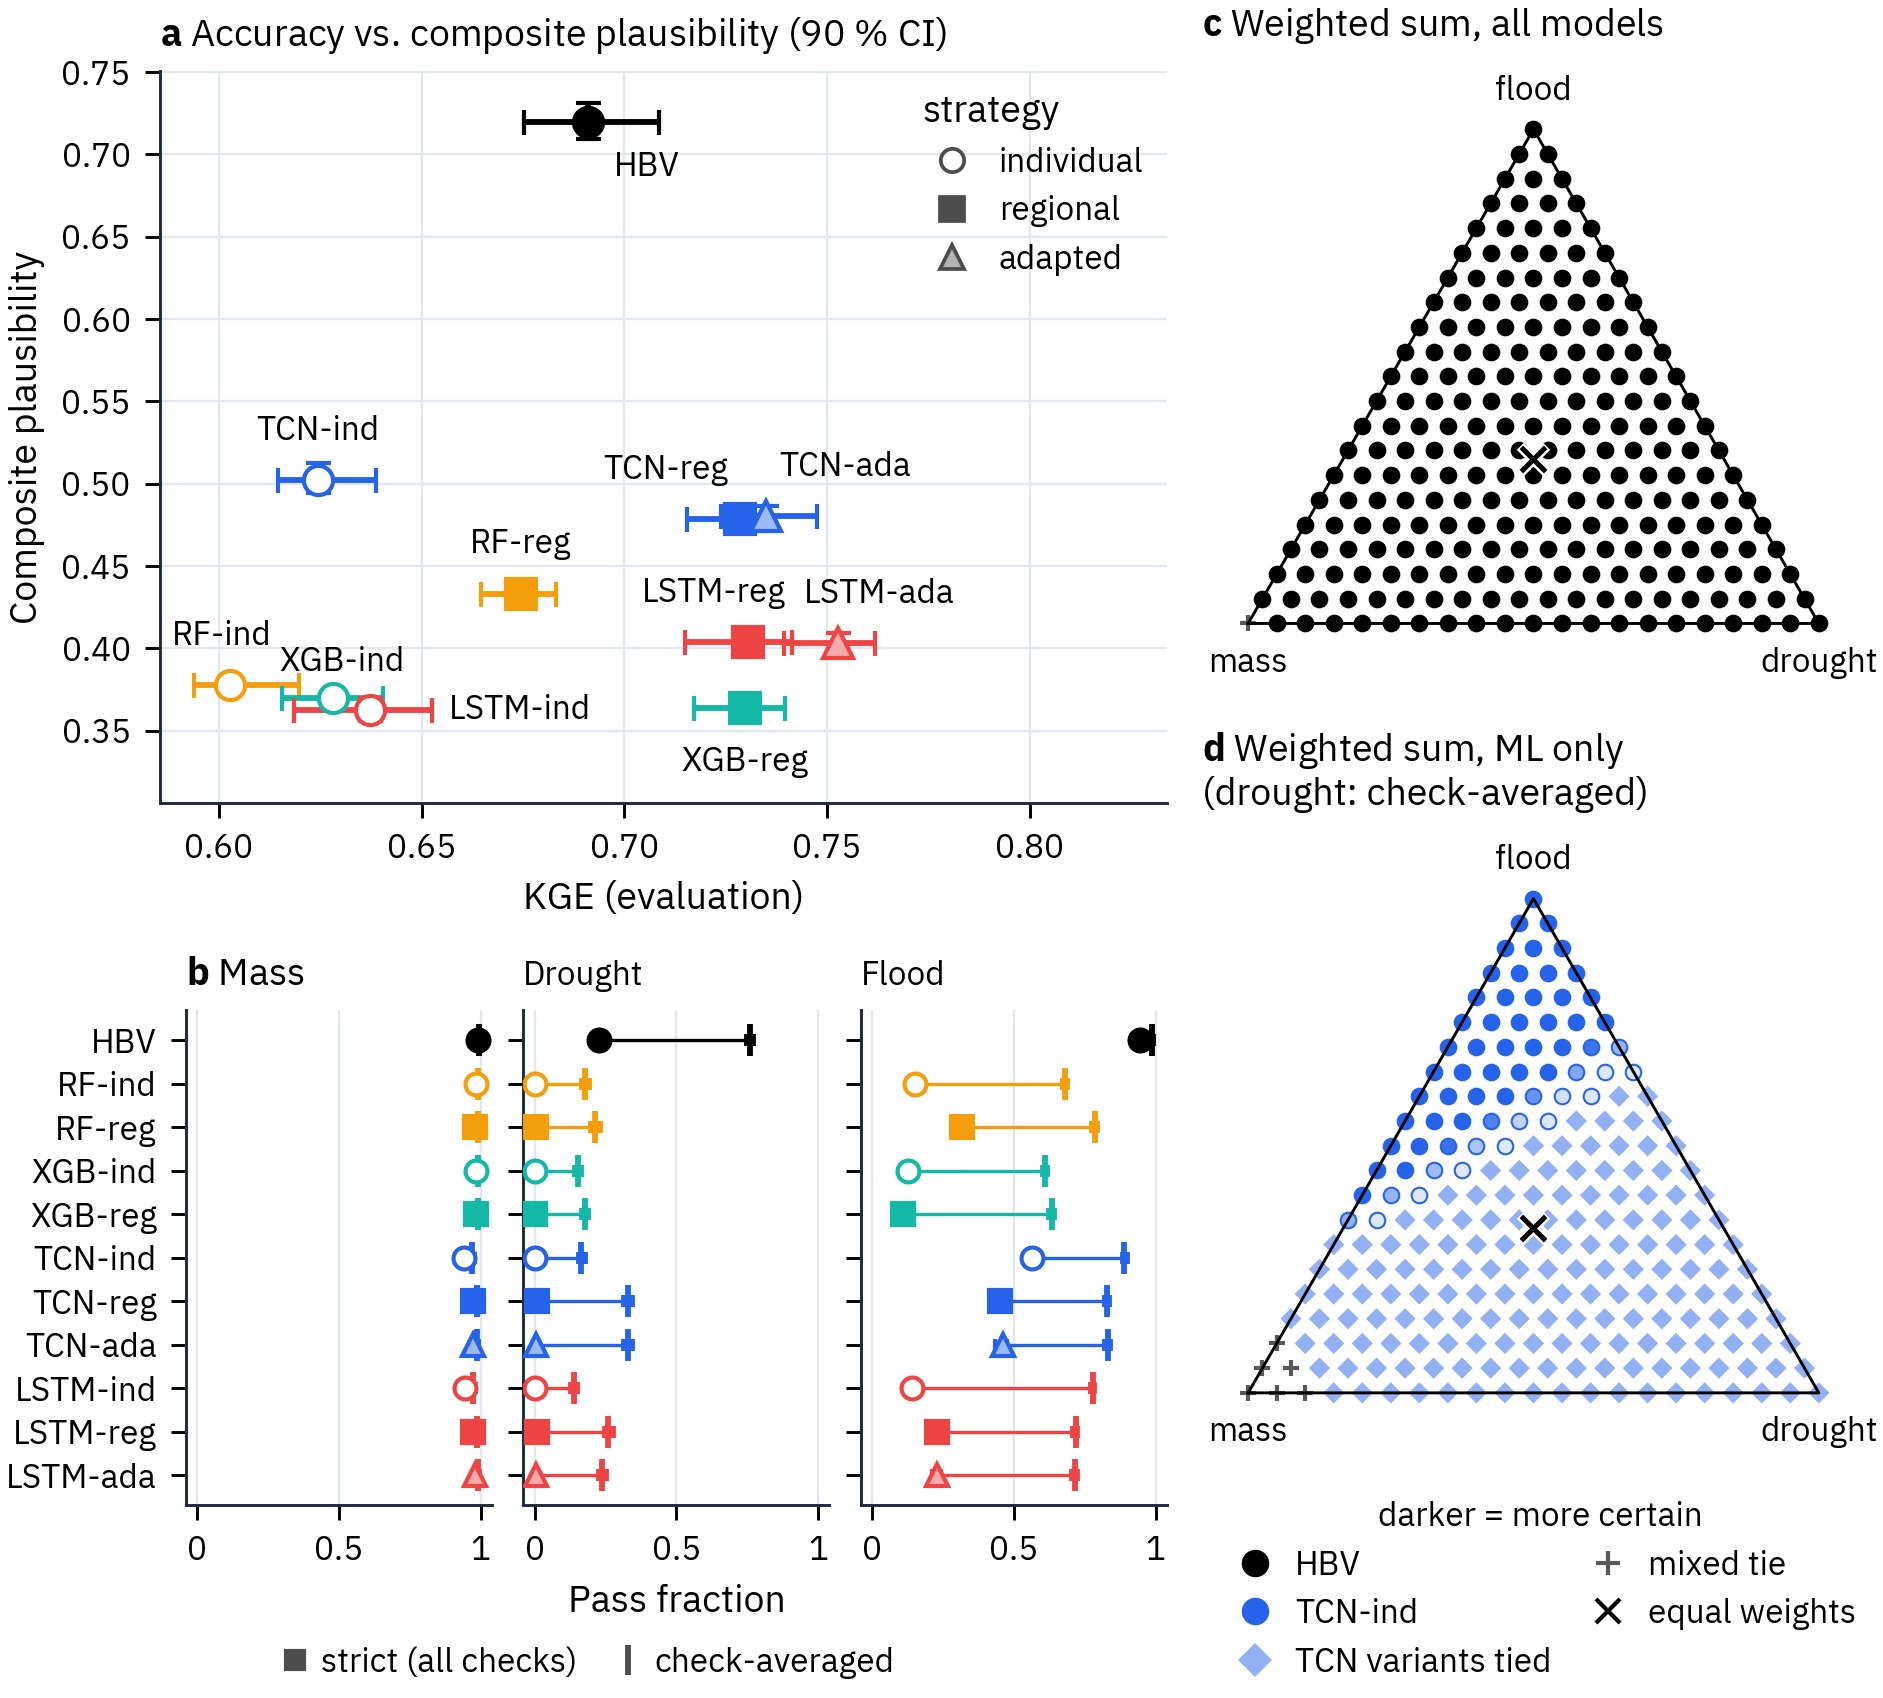 a Accuracy vs. composite plausibility (90 % CI)
0.75
0.70
0.65
0.60
0.55
0.50
0.45
0.40
0.35
Composite plausibility
strategy
individual
regional
adapted
HBV
TCN-ind
TCN-reg
TCN-ada
RF-reg
LSTM-reg
LSTM-ada
RF-ind
XGB-ind
LSTM-ind
XGB-reg
0.60
0.65
0.70
0.75
0.80
KGE (evaluation)
b Mass
Drought
Flood
HBV
RF-ind
RF-reg
XGB-ind
XGB-reg
TCN-ind
TCN-reg
TCN-ada
LSTM-ind
LSTM-reg
LSTM-ada
0
0.5
1
0
0.5
1
0
0.5
1
Pass fraction
strict (all checks)
check-averaged
c Weighted sum, all models
flood
mass
drought
d Weighted sum, ML only
(drought: check-averaged)
flood
mass
drought
darker = more certain
HBV
mixed tie
TCN-ind
equal weights
TCN variants tied